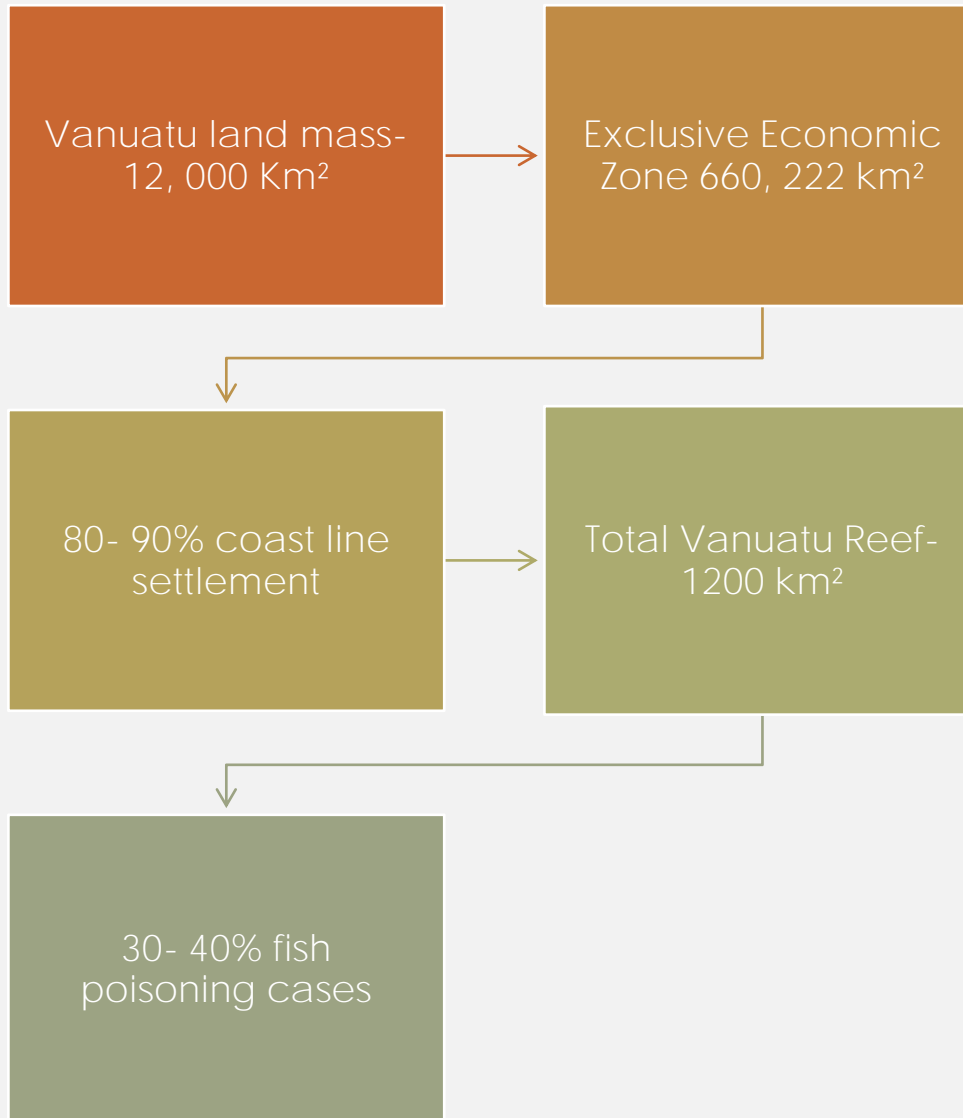 Vanuatu land mass-
12, 000 Km²
Exclusive Economic
Zone 660, 222 km²
80- 90% coast line
settlement
Total Vanuatu Reef-
1200 km²
30- 40% fish
poisoning cases